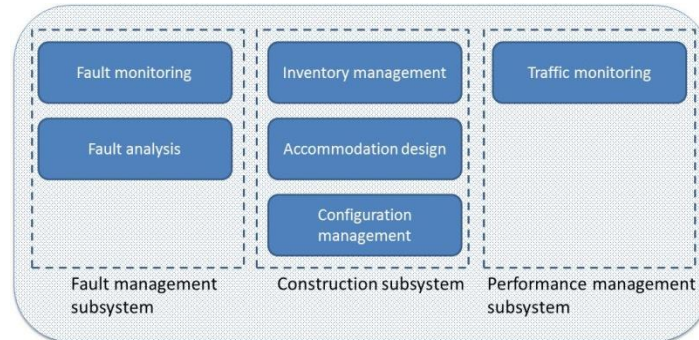 Fault monitoring
Fault analysis
Fault management
subsystem
Inventory management
Accommodation design
Configuration
management
Construction subsystem
Traffic monitoring
Performance management
subsystem